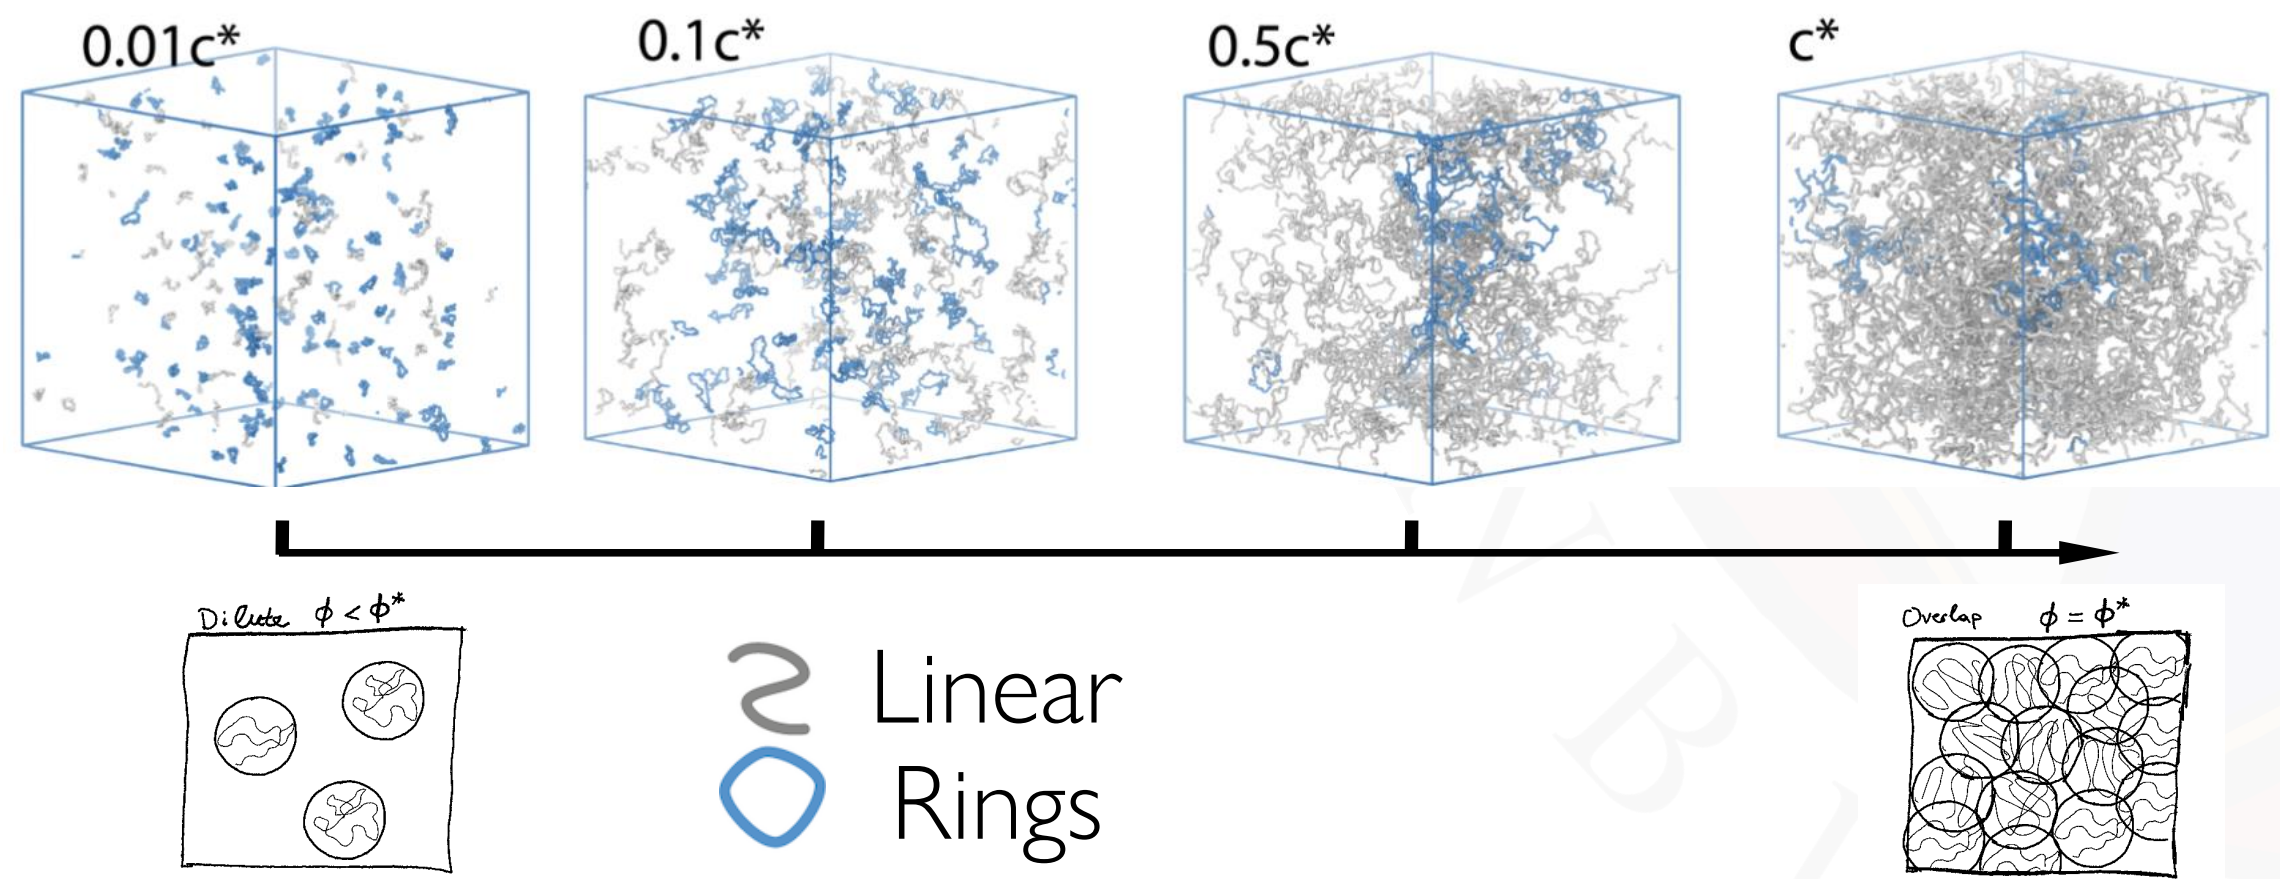 0.01c*
0.1c*
0.5c*
c*
Dilute ϕ < ϕ*
Overlap ϕ = ϕ*
Linear
Rings